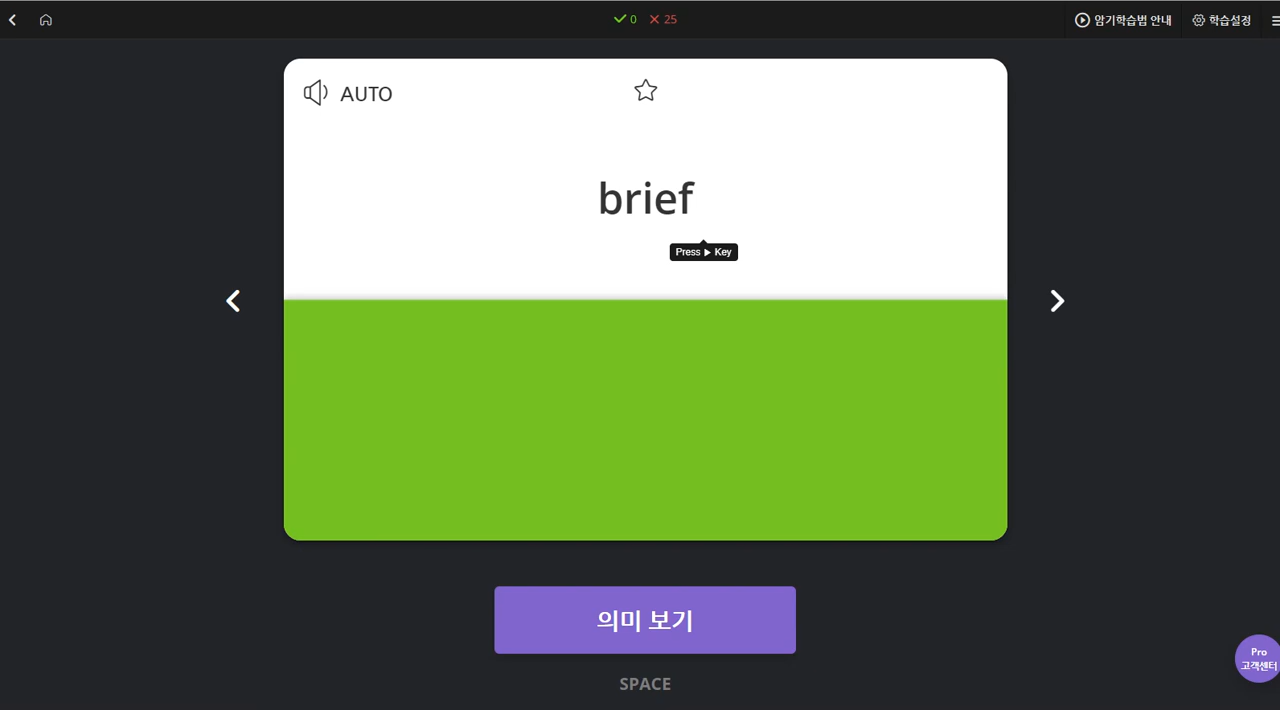 0 25 암기학습법 안내 학습설정
AUTO
brief
Press ▶ Key
의미 보기
SPACE
Pro
고객센터